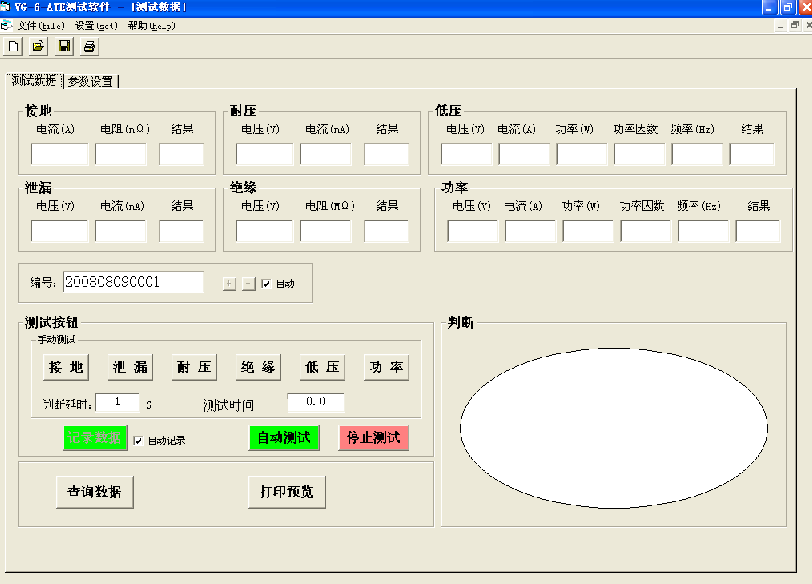 VG-6-ATE测试软件 - [测试数据]
文件(File) 设置(Set) 帮助(Help)
测试数据 参数设置
接地 耐压 低压
电流(A) 电阻(mΩ) 结果 电压(V) 电流(mA) 结果 电压(V) 电流(A) 功率(W) 功率因数 频率(Hz) 结果
泄漏 绝缘 功率
电压(V) 电流(mA) 结果 电压(V) 电阻(MΩ) 结果 电压(V) 电流(A) 功率(W) 功率因数 频率(Hz) 结果
编号: 200808090001 + - 自动
测试按钮 判断
手动测试
接 地 泄 漏 耐 压 绝 缘 低 压 功 率
判断延时: 1 S 测试时间 0.0
记录数据 自动记录 自动测试 停止测试
查询数据 打印预览